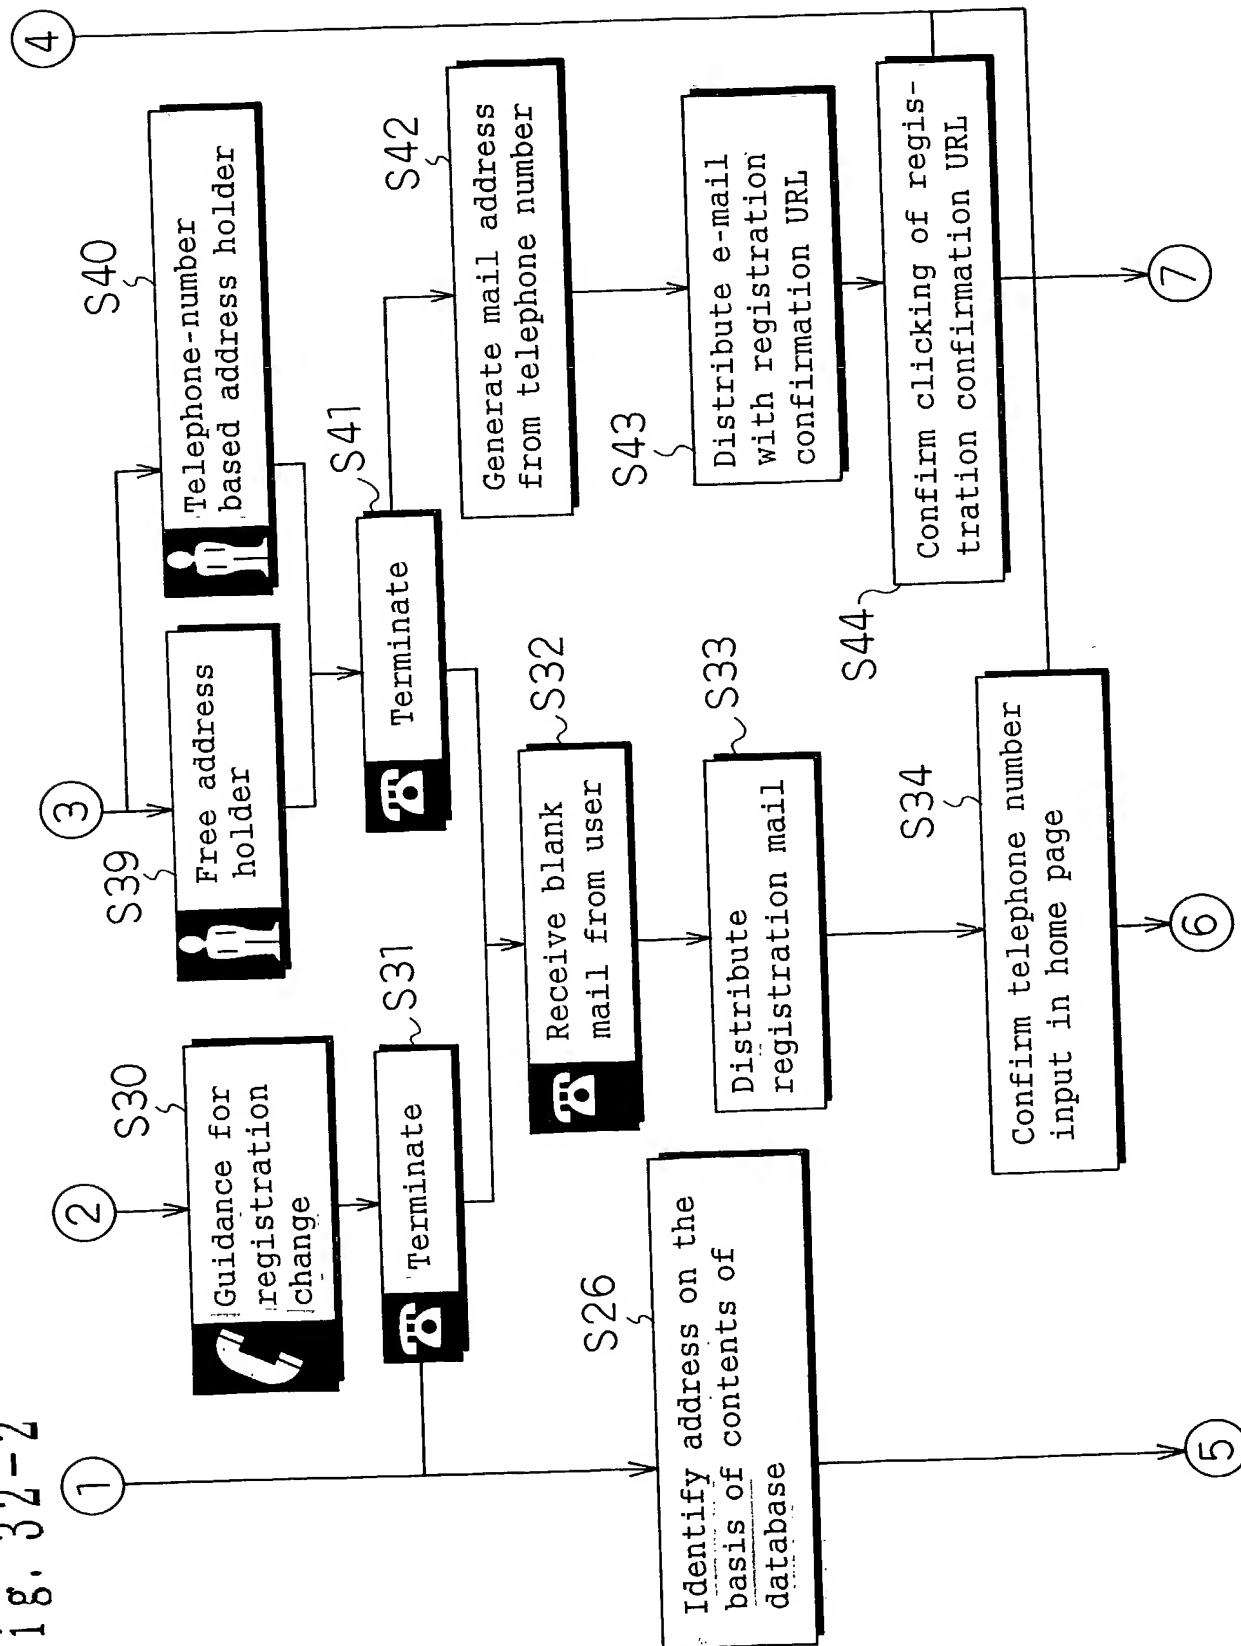 ig. 32-2
1
2
3
4
S30
Guidance for
registration
change
S39
Free address
holder
S40
Telephone-number
based address holder
S31
Terminate
S41
Terminate
S42
Generate mail address
from telephone number
S32
Receive blank
mail from user
S43
Distribute e-mail
with registration
confirmation URL
S26
Identify address on the
basis of contents of
database
S33
Distribute
registration mail
S44
Confirm clicking of regis-
tration confirmation URL
S34
Confirm telephone number
input in home page
5
6
7